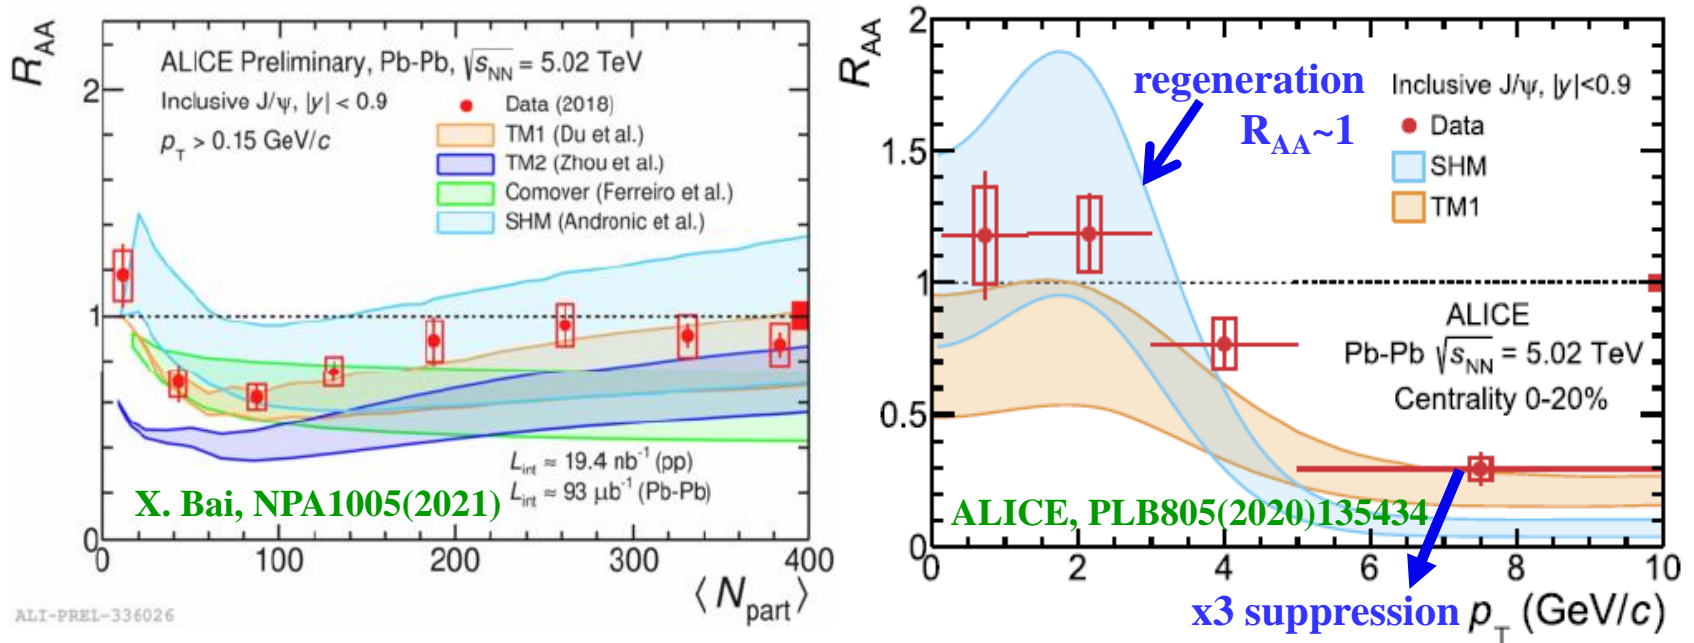 R_AA
2
1
0
ALICE Preliminary, Pb-Pb, √s_NN = 5.02 TeV
Inclusive J/ψ, |y| < 0.9
p_T > 0.15 GeV/c
Data (2018)
TM1 (Du et al.)
TM2 (Zhou et al.)
Comover (Ferreiro et al.)
SHM (Andronic et al.)
L_int ≈ 19.4 nb⁻¹ (pp)
L_int ≈ 93 μb⁻¹ (Pb-Pb)
X. Bai, NPA1005(2021)
0 100 200 300 400
⟨N_part⟩
ALI-PREL-336026
R_AA
2
1.5
1
0.5
0
regeneration
R_AA~1
Inclusive J/ψ, |y|<0.9
Data
SHM
TM1
ALICE
Pb-Pb √s_NN = 5.02 TeV
Centrality 0-20%
ALICE, PLB805(2020)135434
0 2 4 6 8 10
x3 suppression
p_T (GeV/c)